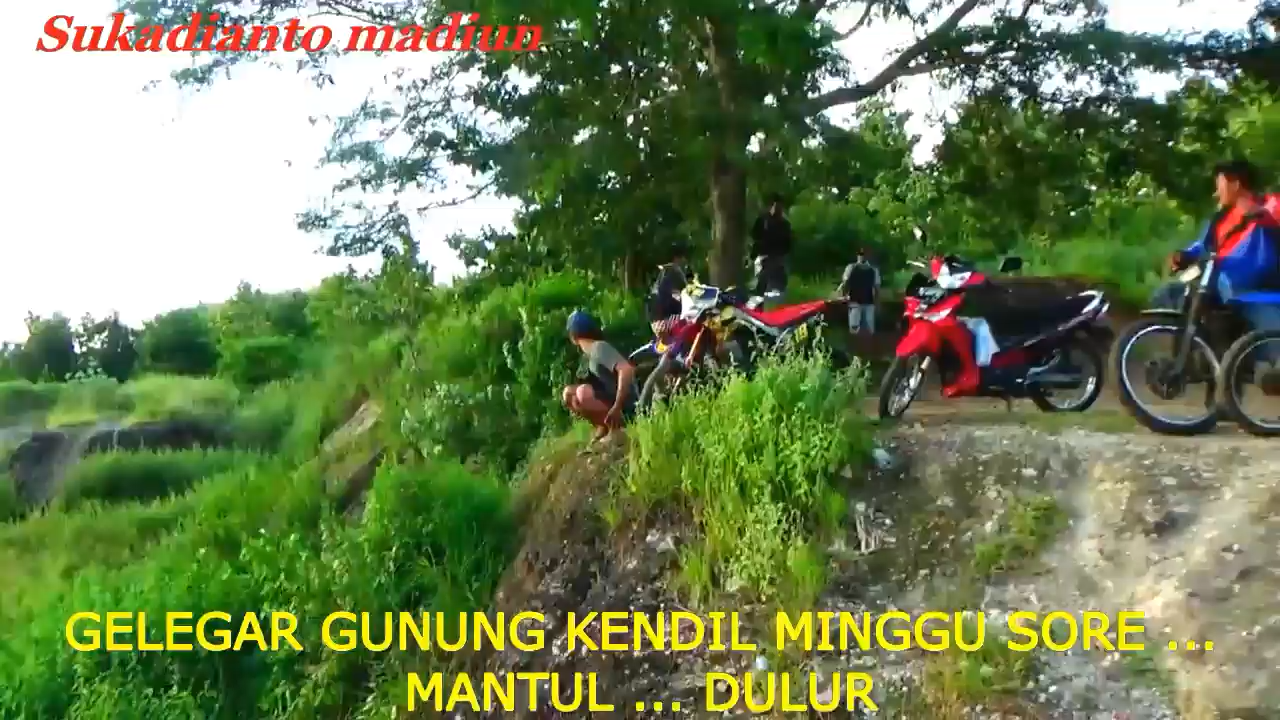 Sukadianto madiun
GELEGAR GUNUNG KENDIL MINGGU SORE ...
MANTUL ... DULUR